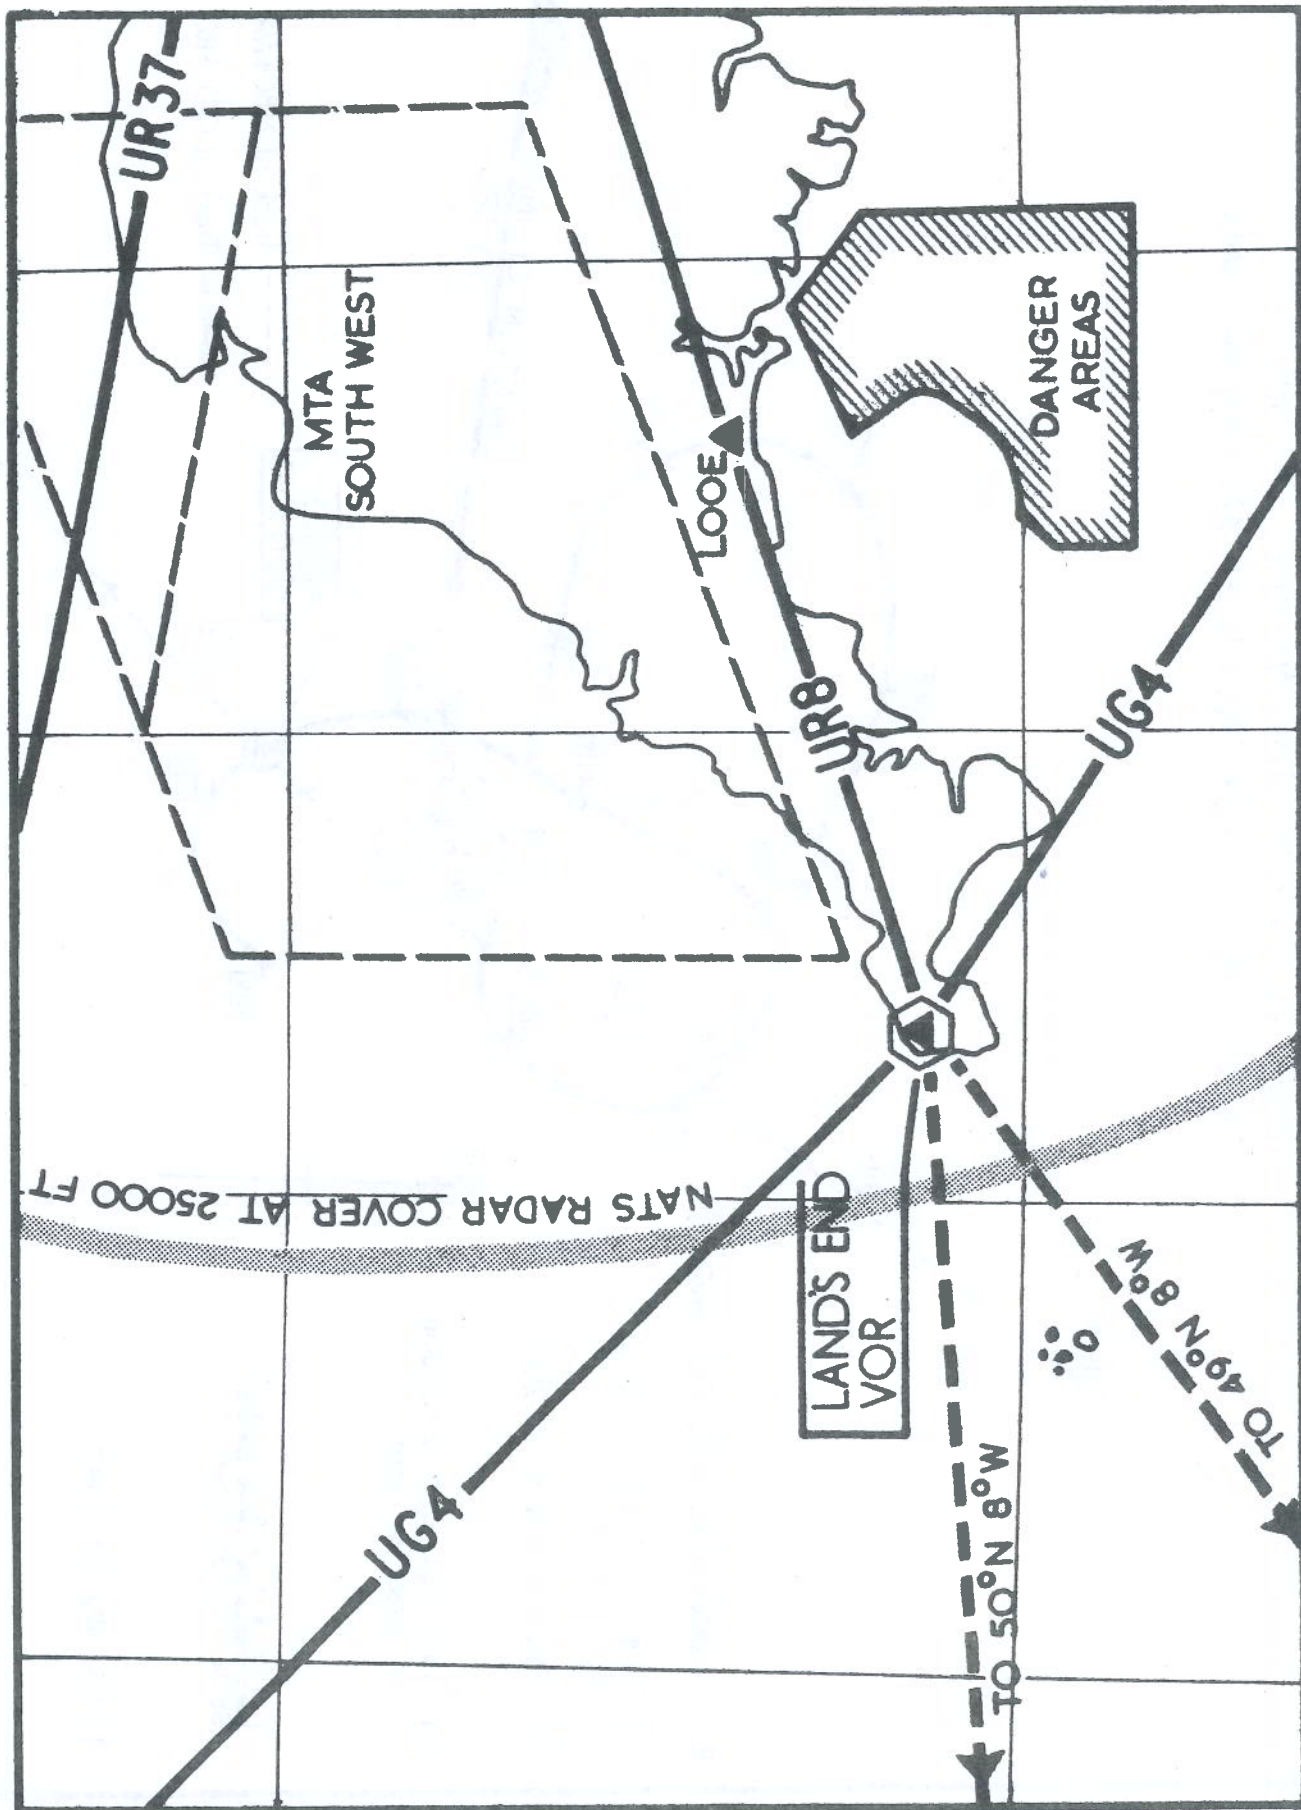 UR37
MTA
SOUTH WEST
LOOE
DANGER
AREAS
UR8
UG4
NATS RADAR COVER AT 25000 FT
LAND'S END
VOR
UG4
TO 50°N 8°W
TO 49°N 8°W